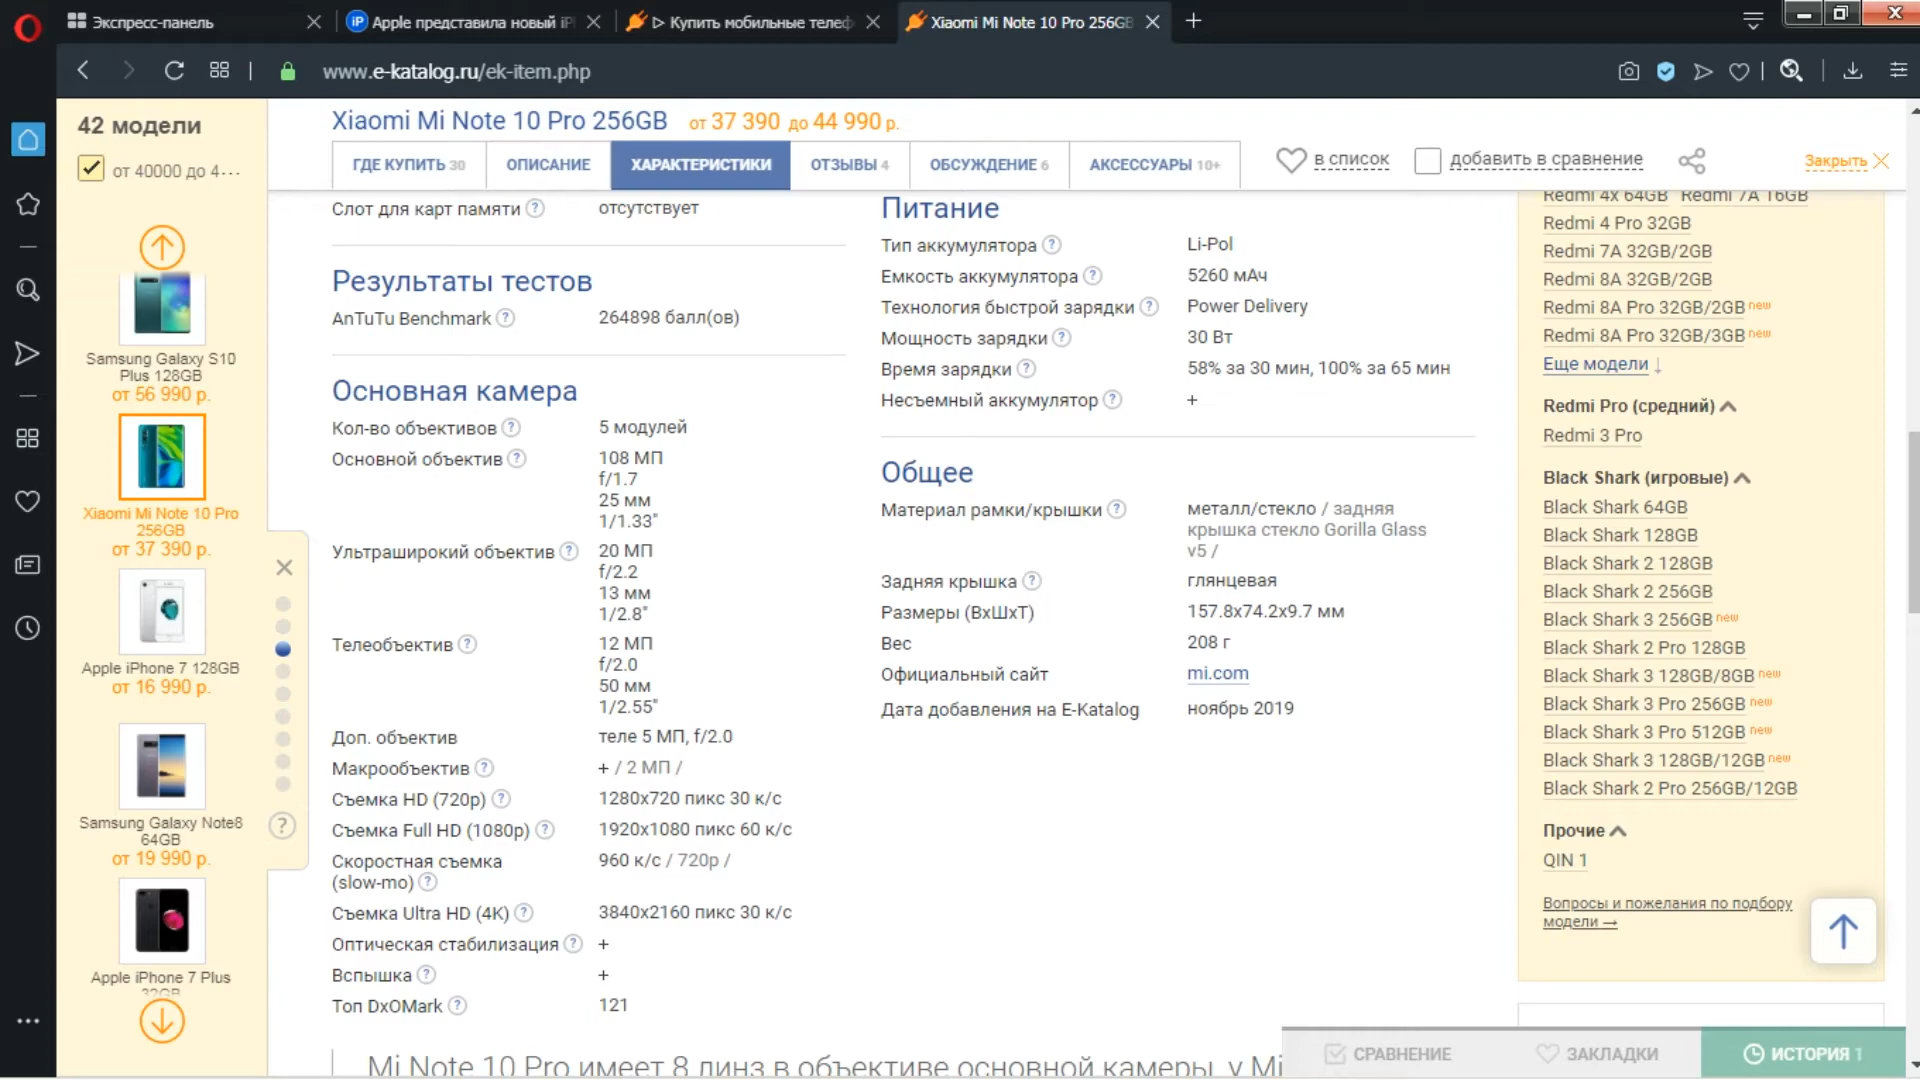 Экспресс-панель
Apple представила новый iP
ᐅ Купить мобильные телеф
Xiaomi Mi Note 10 Pro 256GB
www.e-katalog.ru/ek-item.php
42 модели
от 40000 до 4...
Samsung Galaxy S10
Plus 128GB
от 56 990 р.
Xiaomi Mi Note 10 Pro
256GB
от 37 390 р.
Apple iPhone 7 128GB
от 16 990 р.
Samsung Galaxy Note8
64GB
от 19 990 р.
Apple iPhone 7 Plus
32GB
Xiaomi Mi Note 10 Pro 256GB от 37 390 до 44 990 р.
ГДЕ КУПИТЬ 30
ОПИСАНИЕ
ХАРАКТЕРИСТИКИ
ОТЗЫВЫ 4
ОБСУЖДЕНИЕ 6
АКСЕССУАРЫ 10+
в список
добавить в сравнение
Закрыть
Слот для карт памяти ? отсутствует
Результаты тестов
AnTuTu Benchmark ? 264898 балл(ов)
Основная камера
Кол-во объективов ? 5 модулей
Основной объектив ? 108 МП
f/1.7
25 мм
1/1.33"
Ультраширокий объектив ? 20 МП
f/2.2
13 мм
1/2.8"
Телеобъектив ? 12 МП
f/2.0
50 мм
1/2.55"
Доп. объектив теле 5 МП, f/2.0
Макрообъектив ? + / 2 МП /
Съемка HD (720p) ? 1280x720 пикс 30 к/с
Съемка Full HD (1080p) ? 1920x1080 пикс 60 к/с
Скоростная съемка 960 к/с / 720p /
(slow-mo) ?
Съемка Ultra HD (4K) ? 3840x2160 пикс 30 к/с
Оптическая стабилизация ? +
Вспышка ? +
Топ DxOMark ? 121
Mi Note 10 Pro имеет 8 линз в объективе основной камеры, у Mi
Питание
Тип аккумулятора ? Li-Pol
Емкость аккумулятора ? 5260 мАч
Технология быстрой зарядки ? Power Delivery
Мощность зарядки ? 30 Вт
Время зарядки ? 58% за 30 мин, 100% за 65 мин
Несъемный аккумулятор ? +
Общее
Материал рамки/крышки ? металл/стекло / задняя
крышка стекло Gorilla Glass
v5 /
Задняя крышка ? глянцевая
Размеры (ВхШхТ) 157.8x74.2x9.7 мм
Вес 208 г
Официальный сайт mi.com
Дата добавления на E-Katalog ноябрь 2019
Redmi 4x 64GB Redmi 7A 16GB
Redmi 4 Pro 32GB
Redmi 7A 32GB/2GB
Redmi 8A 32GB/2GB
Redmi 8A Pro 32GB/2GB new
Redmi 8A Pro 32GB/3GB new
Еще модели ↓
Redmi Pro (средний)
Redmi 3 Pro
Black Shark (игровые)
Black Shark 64GB
Black Shark 128GB
Black Shark 2 128GB
Black Shark 2 256GB
Black Shark 3 256GB new
Black Shark 2 Pro 128GB
Black Shark 3 128GB/8GB new
Black Shark 3 Pro 256GB new
Black Shark 3 Pro 512GB new
Black Shark 3 128GB/12GB new
Black Shark 2 Pro 256GB/12GB
Прочие
QIN 1
Вопросы и пожелания по подбору
модели →
СРАВНЕНИЕ
ЗАКЛАДКИ
ИСТОРИЯ 1